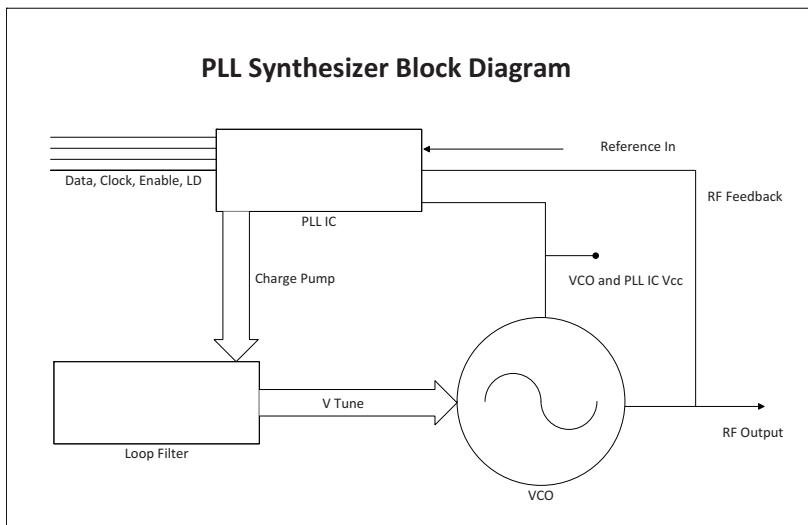 PLL Synthesizer Block Diagram
Reference In
Data, Clock, Enable, LD
RF Feedback
PLL IC
Charge Pump
VCO and PLL IC Vcc
V Tune
RF Output
Loop Filter
VCO